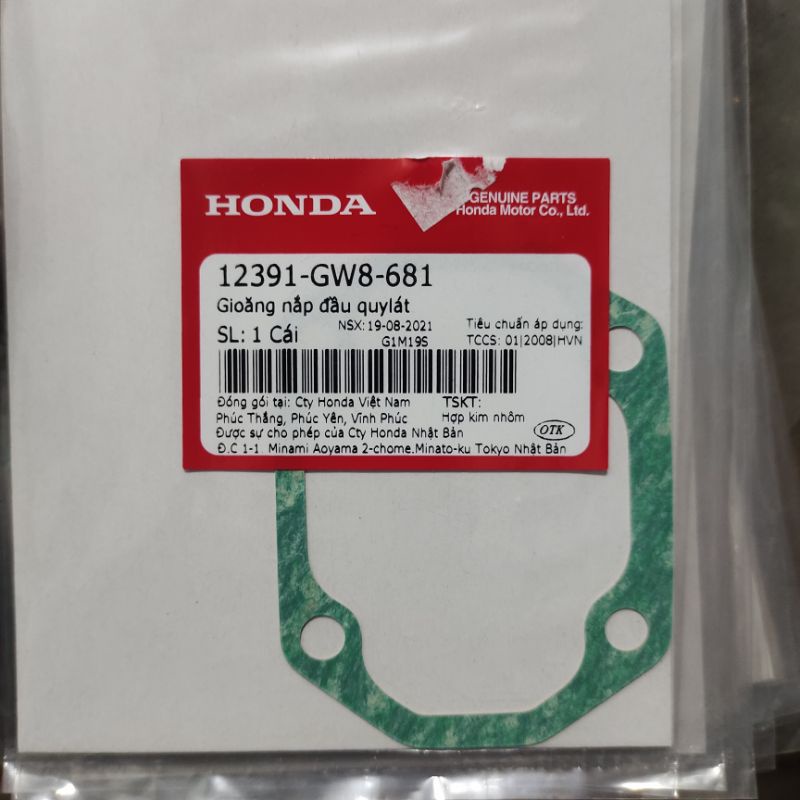 HONDA
GENUINE PARTS
Honda Motor Co., Ltd.
12391-GW8-681
Gioăng nắp đầu quylát
SL: 1 Cái
NSX: 19-08-2021
G1M19S
Tiêu chuẩn áp dụng:
TCCS: 01|2008|HVN
Đóng gói tại: Cty Honda Việt Nam
Phúc Thắng, Phúc Yên, Vĩnh Phúc
TSKT:
Hợp kim nhôm
Được sự cho phép của Cty Honda Nhật Bản
Đ.C 1-1, Minami Aoyama 2-chome.Minato-ku Tokyo Nhật Bản
OTK